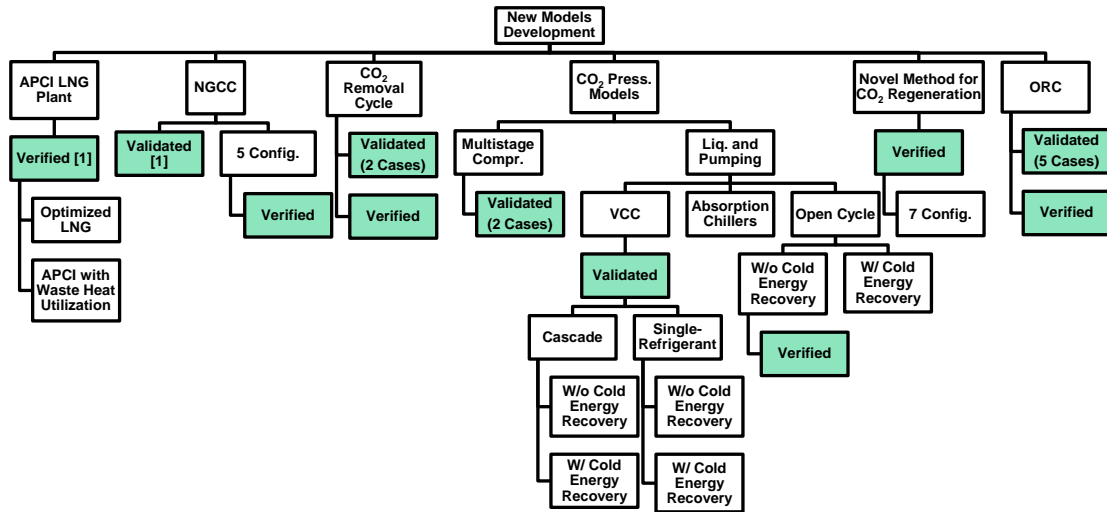 New Models
Development
APCI LNG
Plant
NGCC
CO2
Removal
Cycle
CO2 Press.
Models
Novel Method for
CO2 Regeneration
ORC
Verified [1]
Validated
[1]
5 Config.
Validated
(2 Cases)
Multistage
Compr.
Liq. and
Pumping
Verified
Validated
(5 Cases)
Optimized
LNG
Verified
Verified
Validated
(2 Cases)
VCC
Absorption
Chillers
Open Cycle
7 Config.
Verified
APCI with
Waste Heat
Utilization
Validated
W/o Cold
Energy
Recovery
W/ Cold
Energy
Recovery
Cascade
Single-
Refrigerant
Verified
W/o Cold
Energy
Recovery
W/o Cold
Energy
Recovery
W/ Cold
Energy
Recovery
W/ Cold
Energy
Recovery